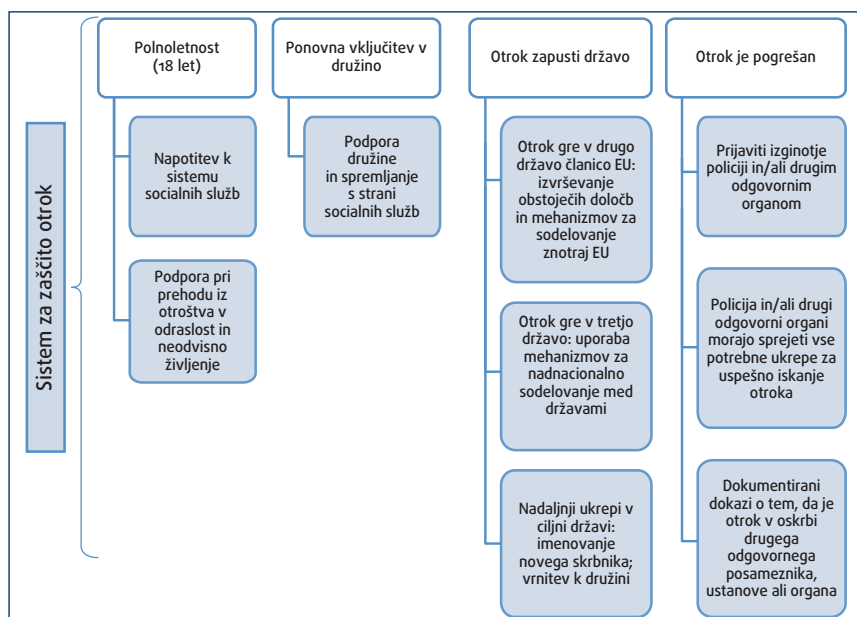 Sistem za zaščito otrok
Polnoletnost
(18 let)
Napotitev k
sistemu
socialnih služb
Podpora pri
prehodu iz
otroštva v
odraslost in
neodvisno
življenje
Ponovna vključitev v
družino
Podpora
družine
in spremljanje
s strani
socialnih služb
Otrok zapusti državo
Otrok gre v drugo
državo članico EU:
izvrševanje
obstoječih določb
in mehanizmov za
sodelovanje
znotraj EU
Otrok gre v tretjo
državo: uporaba
mehanizmov za
nadnacionalno
sodelovanje med
državami
Nadaljnji ukrepi v
ciljni državi:
imenovanje
novega skrbnika;
vrnitev k družini
Otrok je pogrešan
Prijaviti izginotje
policiji in/ali drugim
odgovornim
organom
Policija in/ali drugi
odgovorni organi
morajo sprejeti vse
potrebne ukrepe za
uspešno iskanje
otroka
Dokumentirani
dokazi o tem, da je
otrok v oskrbi
drugega
odgovornega
posameznika,
ustanove ali organa